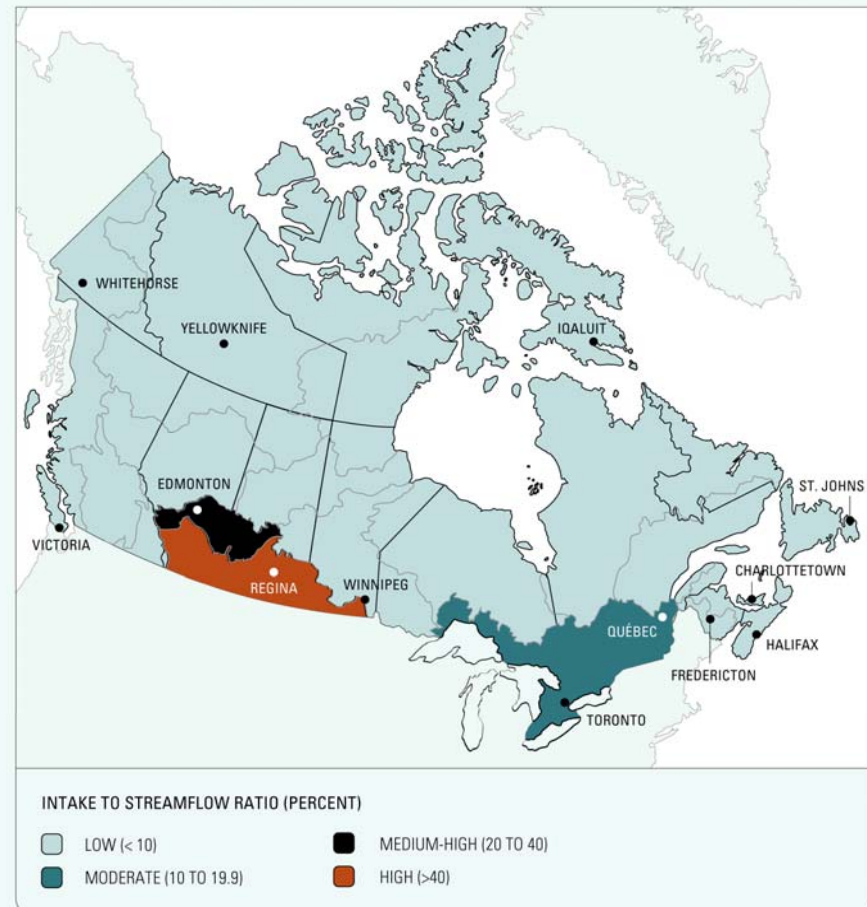 WHITEHORSE
YELLOWKNIFE
IQALUIT
EDMONTON
ST. JOHNS
VICTORIA
REGINA
WINNIPEG
CHARLOTTETOWN
QUÉBEC
HALIFAX
FREDERICTON
TORONTO
INTAKE TO STREAMFLOW RATIO (PERCENT)
LOW (< 10)
MEDIUM-HIGH (20 TO 40)
MODERATE (10 TO 19.9)
HIGH (>40)